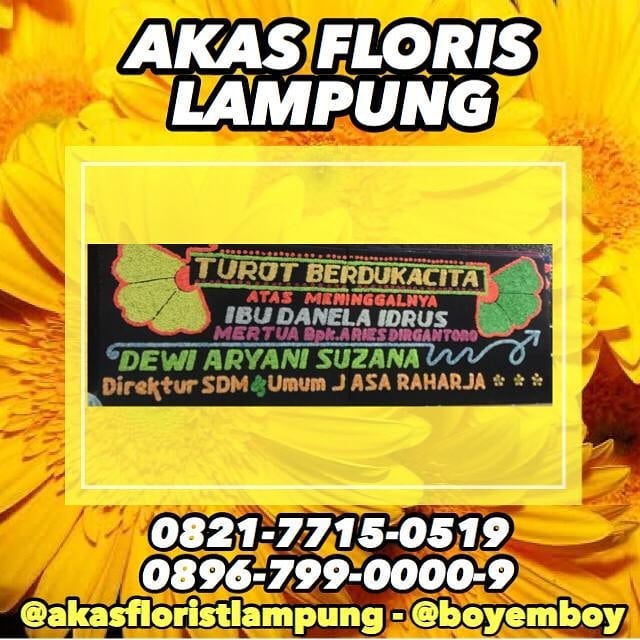 AKAS FLORIS
LAMPUNG
TUROT BERDUKACITA
ATAS MENINGGALNYA
IBU DANELA IDRUS
MERTUA Bpk. ARIES DIRGANTORO
DEWI ARYANI SUZANA
Direktur SDM & Umum JASA RAHARJA
0821-7715-0519
0896-799-0000-9
@akasfloristlampung - @boyemboy